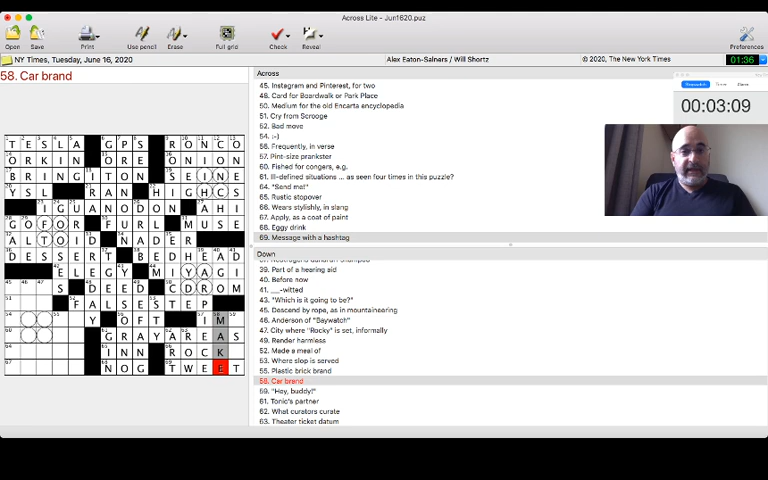 Across Lite - Jun1620.puz
Open Save Print Use pencil Erase Full grid Check Reveal Preferences
NY Times, Tuesday, June 16, 2020
Alex Eaton-Salners / Will Shortz
© 2020, The New York Times
01:36
58. Car brand
Across
45. Instagram and Pinterest, for two
48. Card for Boardwalk or Park Place
50. Medium for the old Encarta encyclopedia
51. Cry from Scrooge
52. Bad move
54. :-)
56. Frequently, in verse
57. Pint-size prankster
60. Fished for congers, e.g.
61. Ill-defined situations ... as seen four times in this puzzle?
64. "Send me!"
65. Rustic stopover
66. Wears stylishly, in slang
67. Apply, as a coat of paint
68. Eggy drink
69. Message with a hashtag
00:03:09
Down
39. Part of a hearing aid
40. Before now
41. ___-witted
43. "Which is it going to be?"
45. Descend by rope, as in mountaineering
46. Anderson of "Baywatch"
47. City where "Rocky" is set, informally
49. Render harmless
52. Made a meal of
53. Where slop is served
55. Plastic brick brand
58. Car brand
59. "Hey, buddy!"
61. Tonic's partner
62. What curators curate
63. Theater ticket datum
TESLA GPS RONCO
ORKIN ORE ONION
BRINGITON SEINE
YSL RAN HIGHCS
IGUANODON AHI
GOFOR FURL MUSE
ALTOID NADER
DESSERT BEDHEAD
ELEGY MIYAGI
S DEED CDROM
FALSESTEP
Y OFT IM
GRAYAREAS
INN ROCK
NOG TWEET